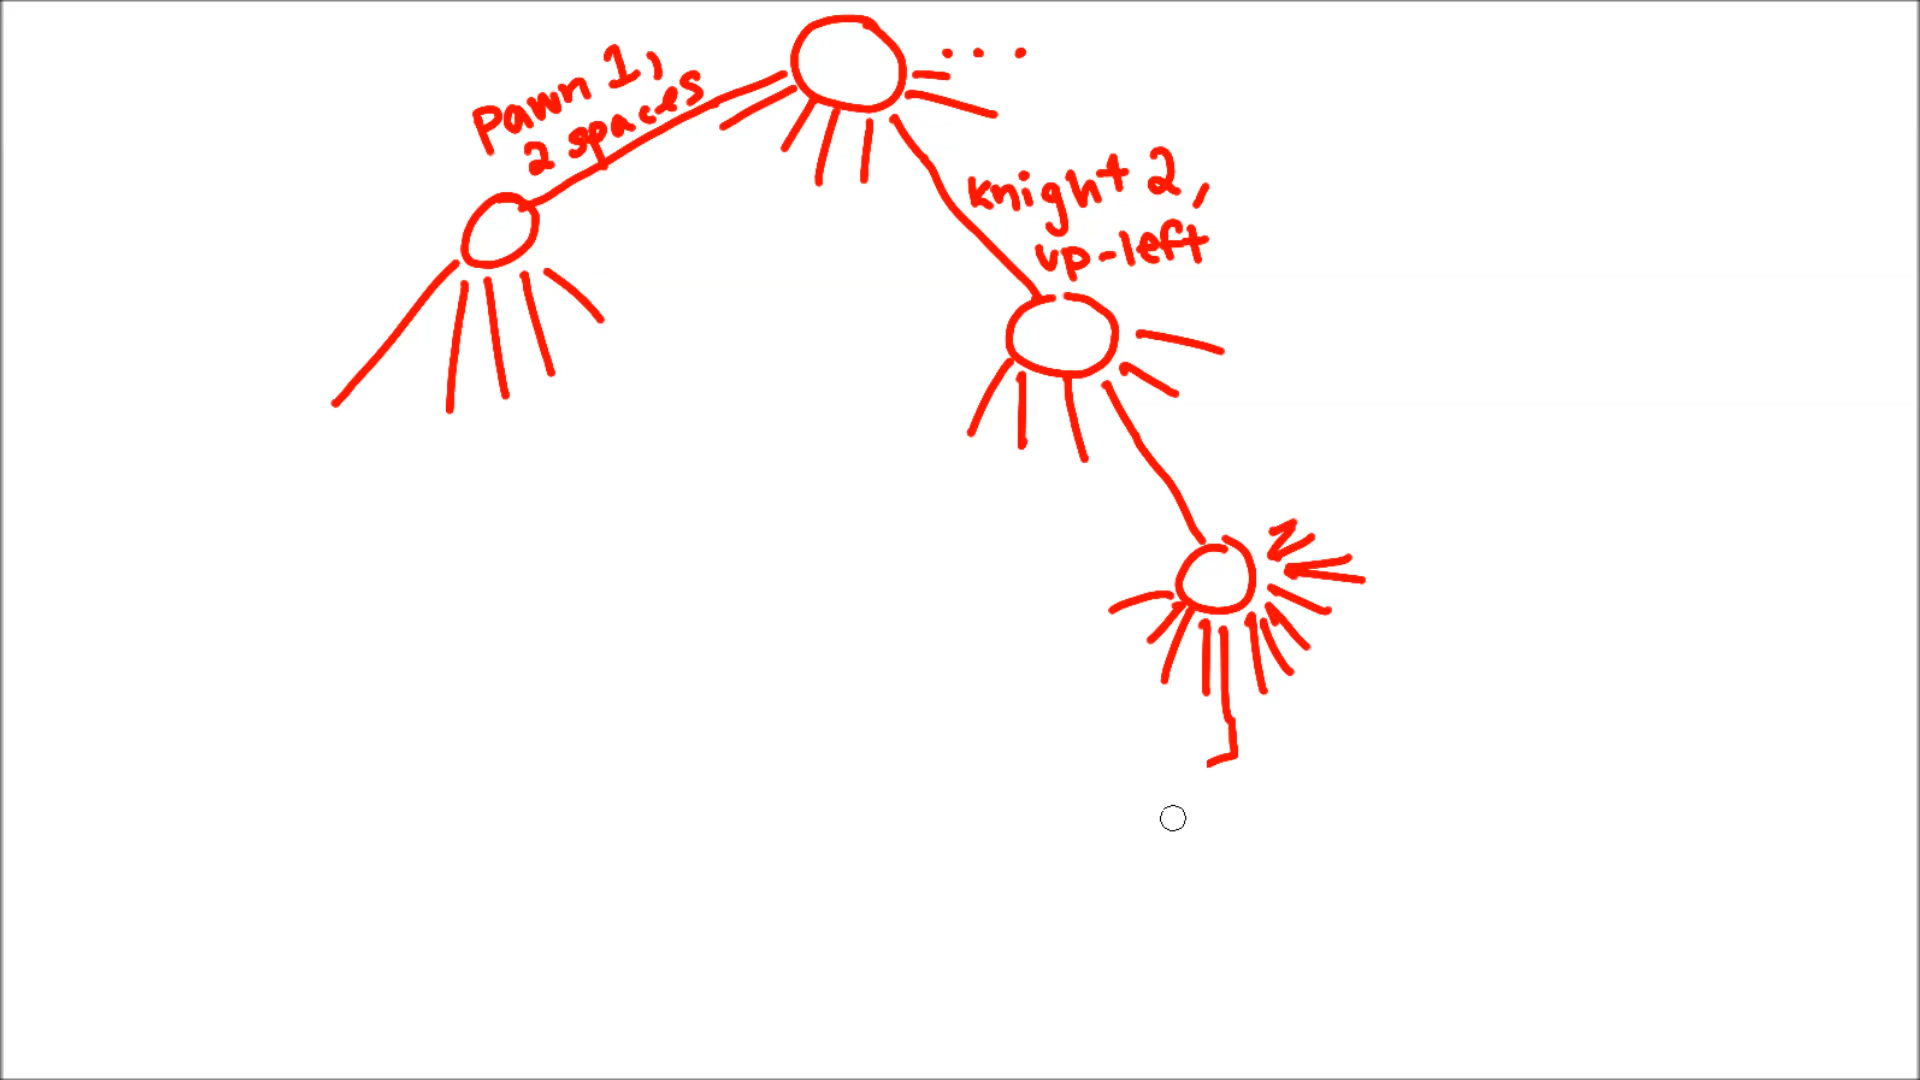 Pawn 1,
2 spaces
...
knight 2,
up-left